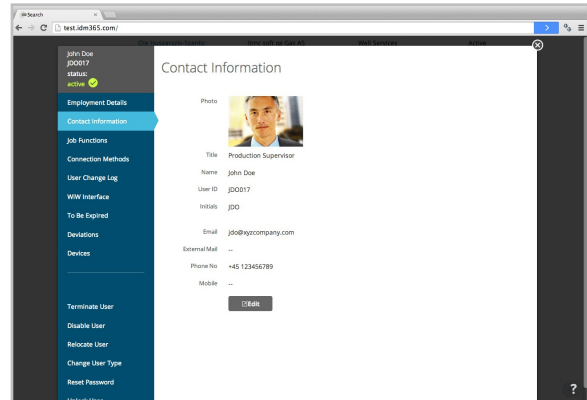 Search
test.idm365.com/
Web Services
Active
John Doe
JDO017
status:
active
Contact Information
Employment Details
Contact Information
Job Functions
Connection Methods
User Change Log
WiW Interface
To Be Expired
Deviations
Devices
Terminate User
Disable User
Relocate User
Change User Type
Reset Password
Unlock User
Photo
Title Production Supervisor
Name John Doe
User ID JDO017
Initials JDO
Email jdo@xyzcompany.com
External Mail --
Phone No +45 123456789
Mobile --
Edit
?